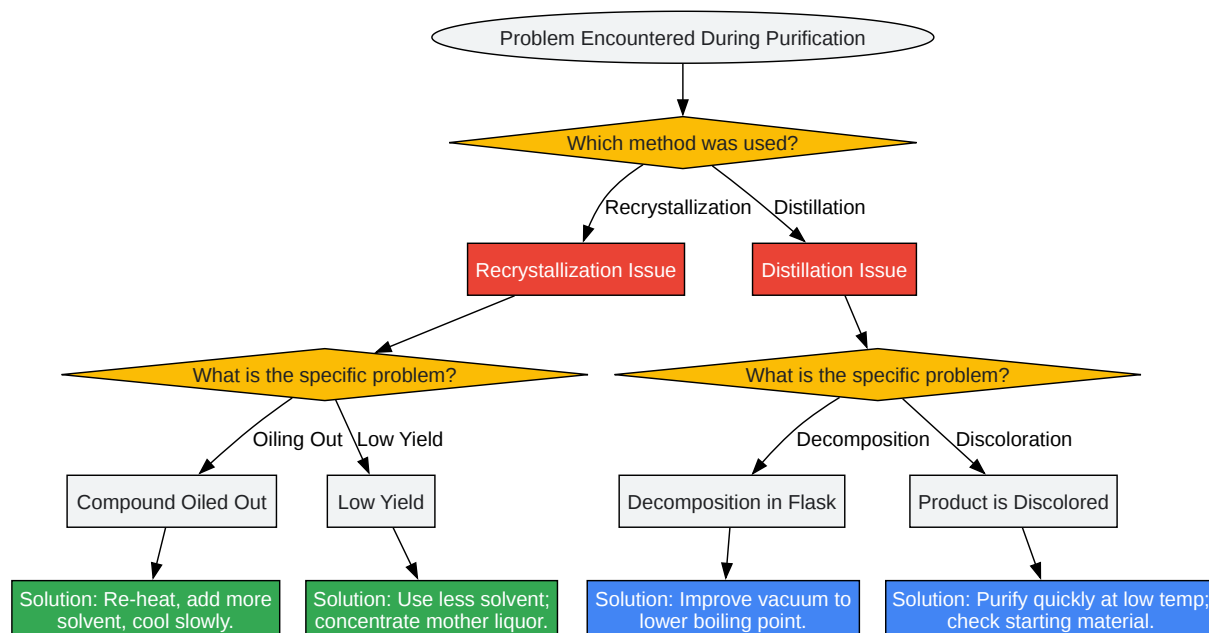 Problem Encountered During Purification
Which method was used?
Recrystallization
Distillation
Recrystallization Issue
Distillation Issue
What is the specific problem?
What is the specific problem?
Oiling Out
Low Yield
Decomposition
Discoloration
Compound Oiled Out
Low Yield
Decomposition in Flask
Product is Discolored
Solution: Re-heat, add more
solvent, cool slowly.
Solution: Use less solvent;
concentrate mother liquor.
Solution: Improve vacuum to
lower boiling point.
Solution: Purify quickly at low temp;
check starting material.